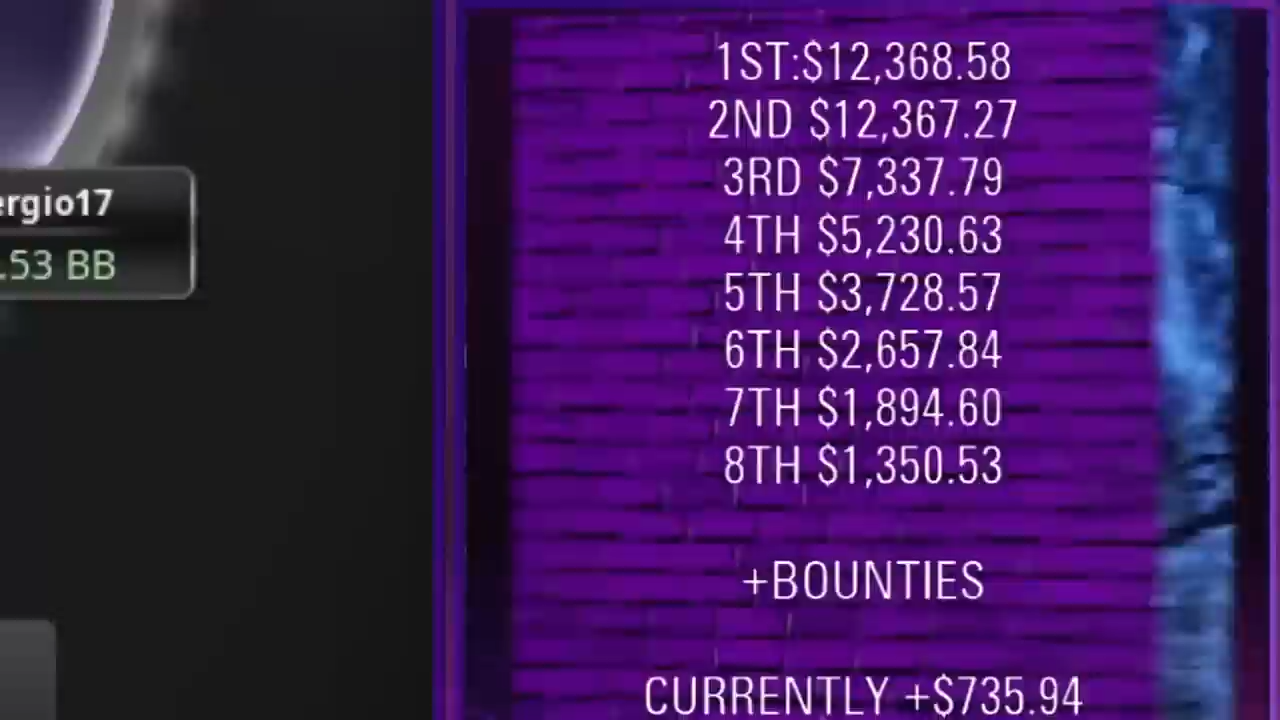 1ST:$12,368.58
2ND $12,367.27
3RD $7,337.79
4TH $5,230.63
5TH $3,728.57
6TH $2,657.84
7TH $1,894.60
8TH $1,350.53
+BOUNTIES
CURRENTLY +$735.94
ergio17
.53 BB